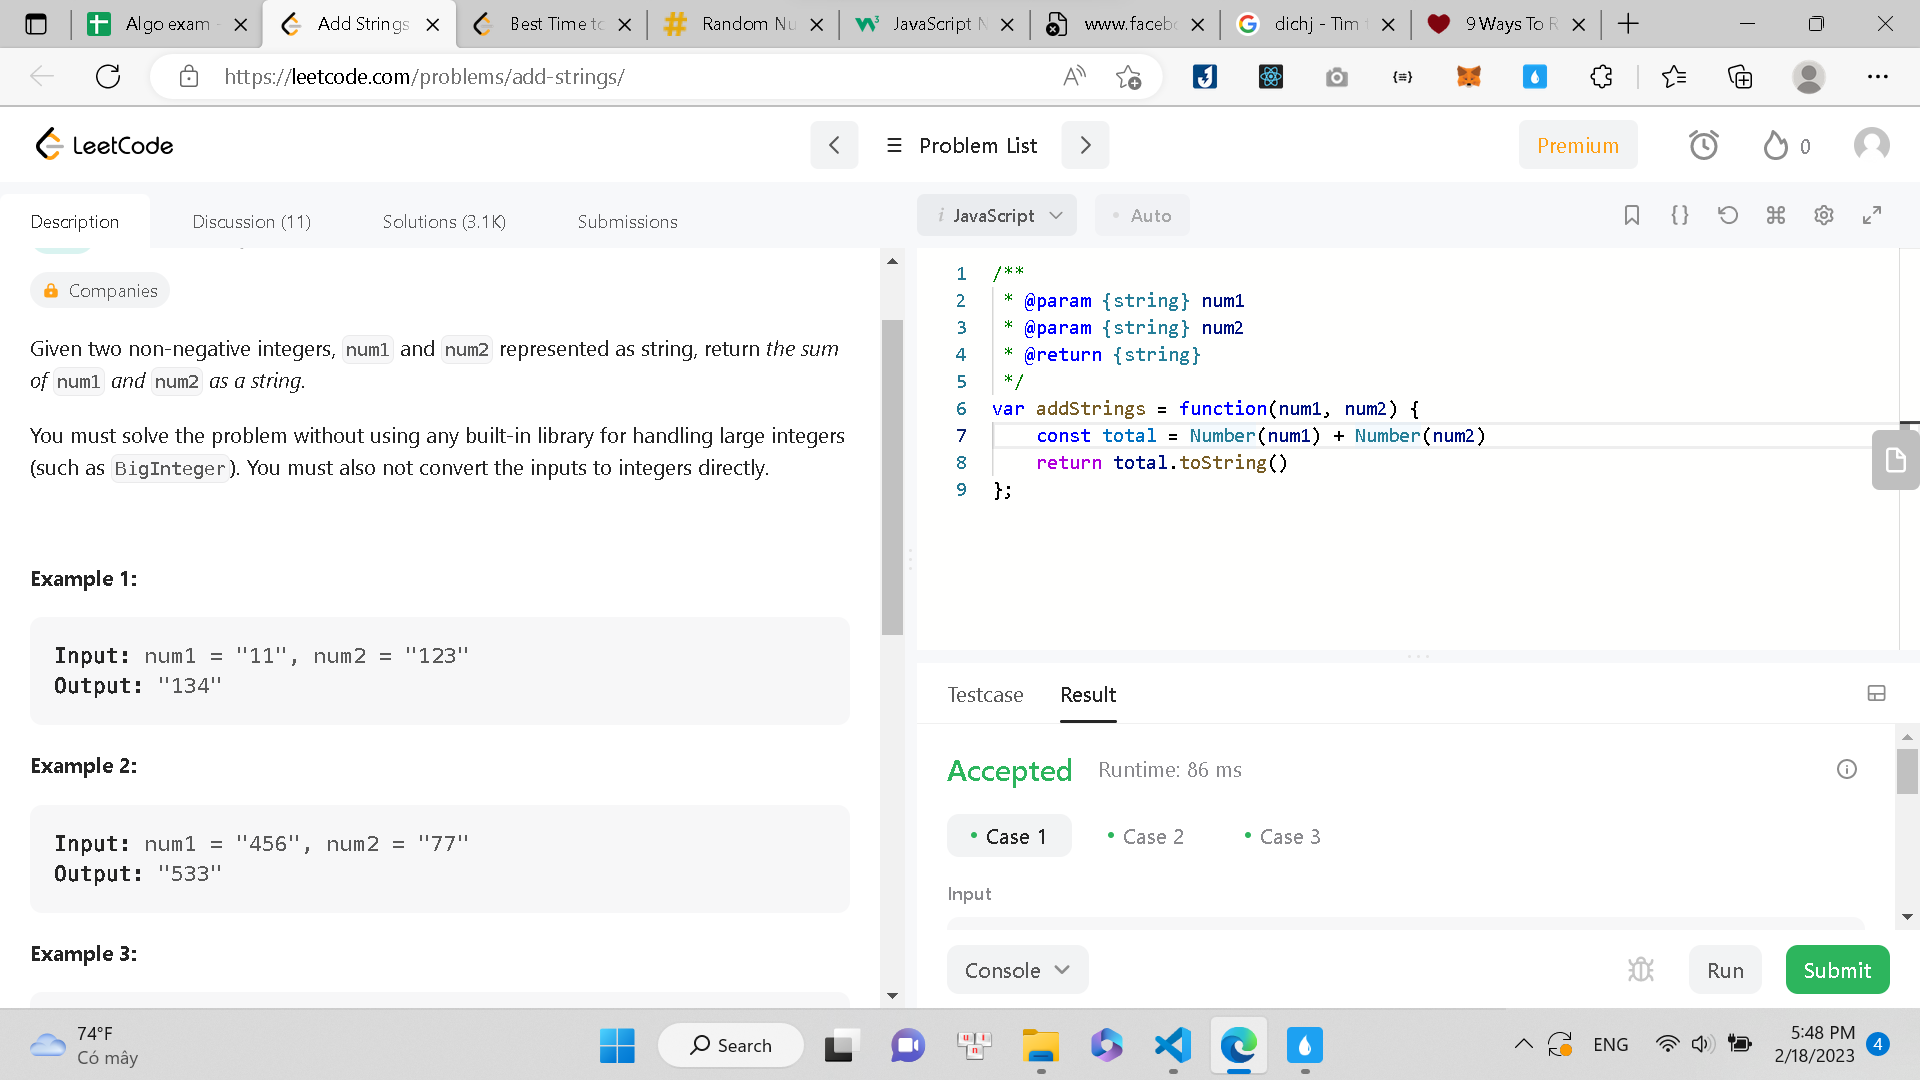 Algo exam
Add Strings
Best Time to
Random Nu
JavaScript N
www.faceb
dichj - Tìm
9 Ways To R
https://leetcode.com/problems/add-strings/
LeetCode
Problem List
Premium
0
Description
Discussion (11)
Solutions (3.1K)
Submissions
Companies
Given two non-negative integers, num1 and num2 represented as string, return the sum
of num1 and num2 as a string.
You must solve the problem without using any built-in library for handling large integers
(such as BigInteger). You must also not convert the inputs to integers directly.
Example 1:
Input: num1 = "11", num2 = "123"
Output: "134"
Example 2:
Input: num1 = "456", num2 = "77"
Output: "533"
Example 3:
i JavaScript
• Auto
1 /**
2  * @param {string} num1
3  * @param {string} num2
4  * @return {string}
5  */
6 var addStrings = function(num1, num2) {
7     const total = Number(num1) + Number(num2)
8     return total.toString()
9 };
Testcase
Result
Accepted
Runtime: 86 ms
• Case 1
• Case 2
• Case 3
Input
Console
Run
Submit
74°F
Có mây
Search
ENG
5:48 PM
2/18/2023
4